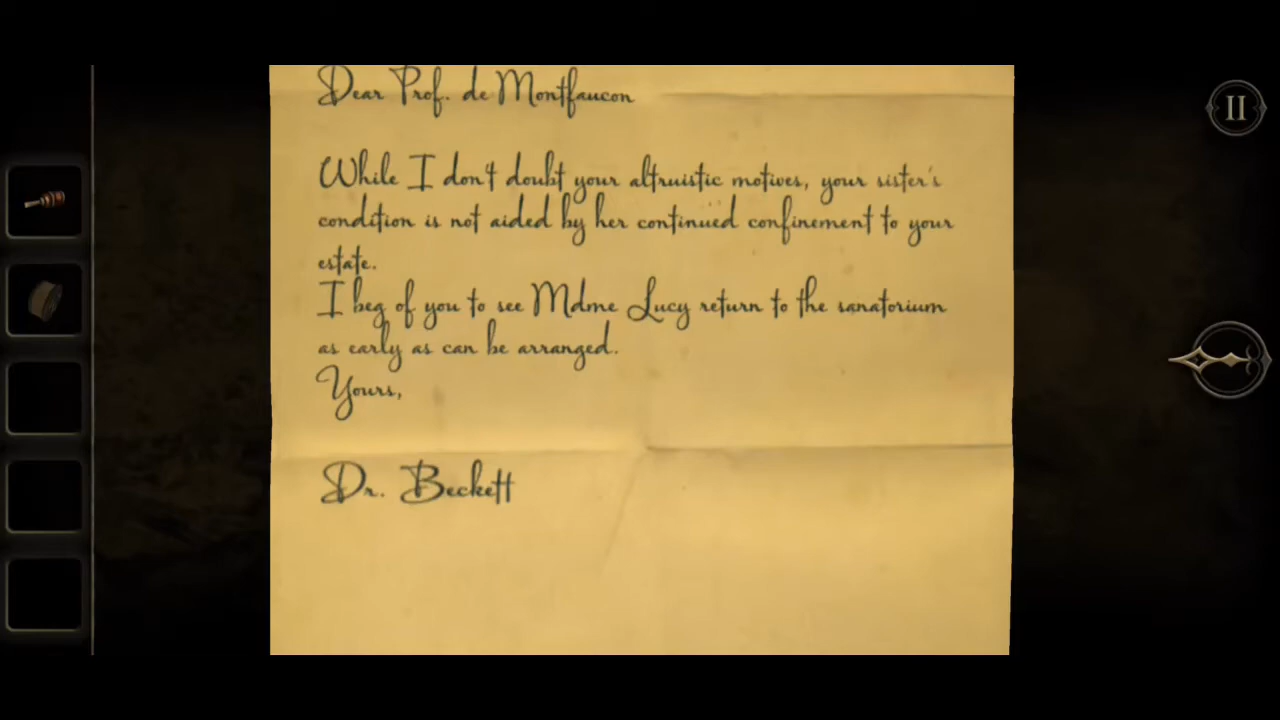 Dear Prof. de Montfaucon
While I don't doubt your altruistic motives, your sister's
condition is not aided by her continued confinement to your
estate.
I beg of you to see Mdme Lucy return to the sanatorium
as early as can be arranged.
Yours,
Dr. Beckett
II